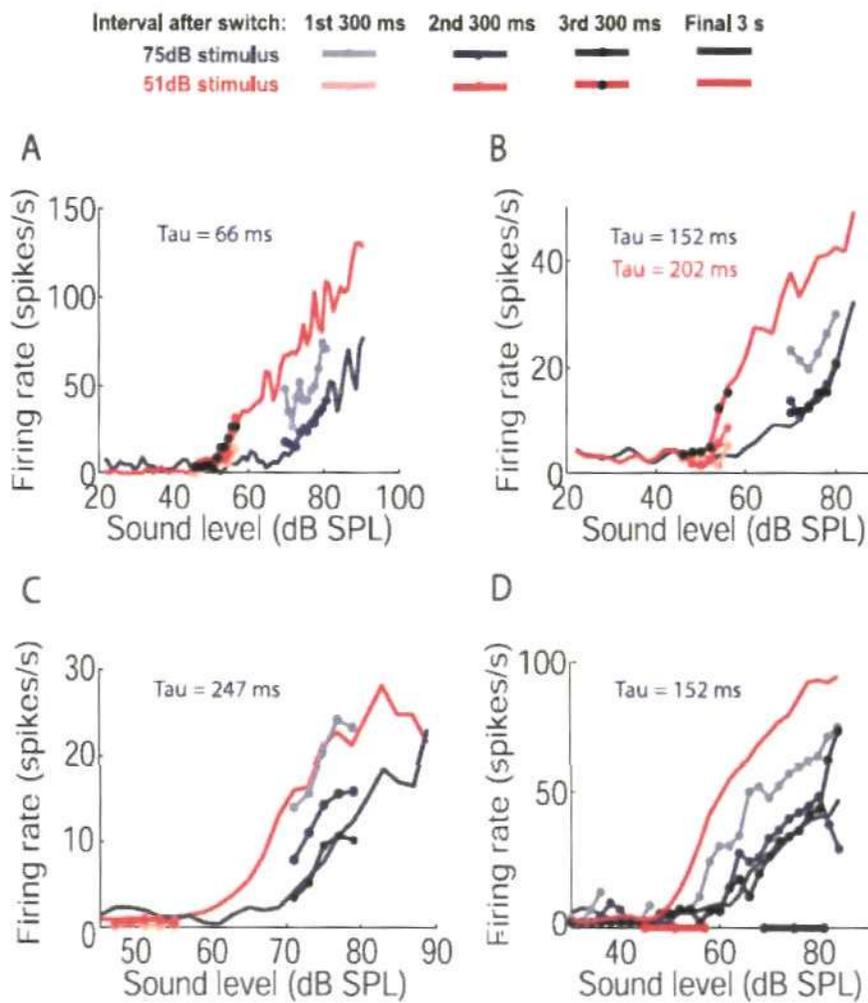 Interval after switch: 1st 300 ms 2nd 300 ms 3rd 300 ms Final 3 s
75dB stimulus
51dB stimulus
A
Firing rate (spikes/s)
150
100
50
0
Tau = 66 ms
20 40 60 80 100
Sound level (dB SPL)
B
Firing rate (spikes/s)
40
20
0
Tau = 152 ms
Tau = 202 ms
20 40 60 80
Sound level (dB SPL)
C
Firing rate (spikes/s)
30
20
10
0
Tau = 247 ms
50 60 70 80 90
Sound level (dB SPL)
D
Firing rate (spikes/s)
100
50
0
Tau = 152 ms
40 60 80
Sound level (dB SPL)